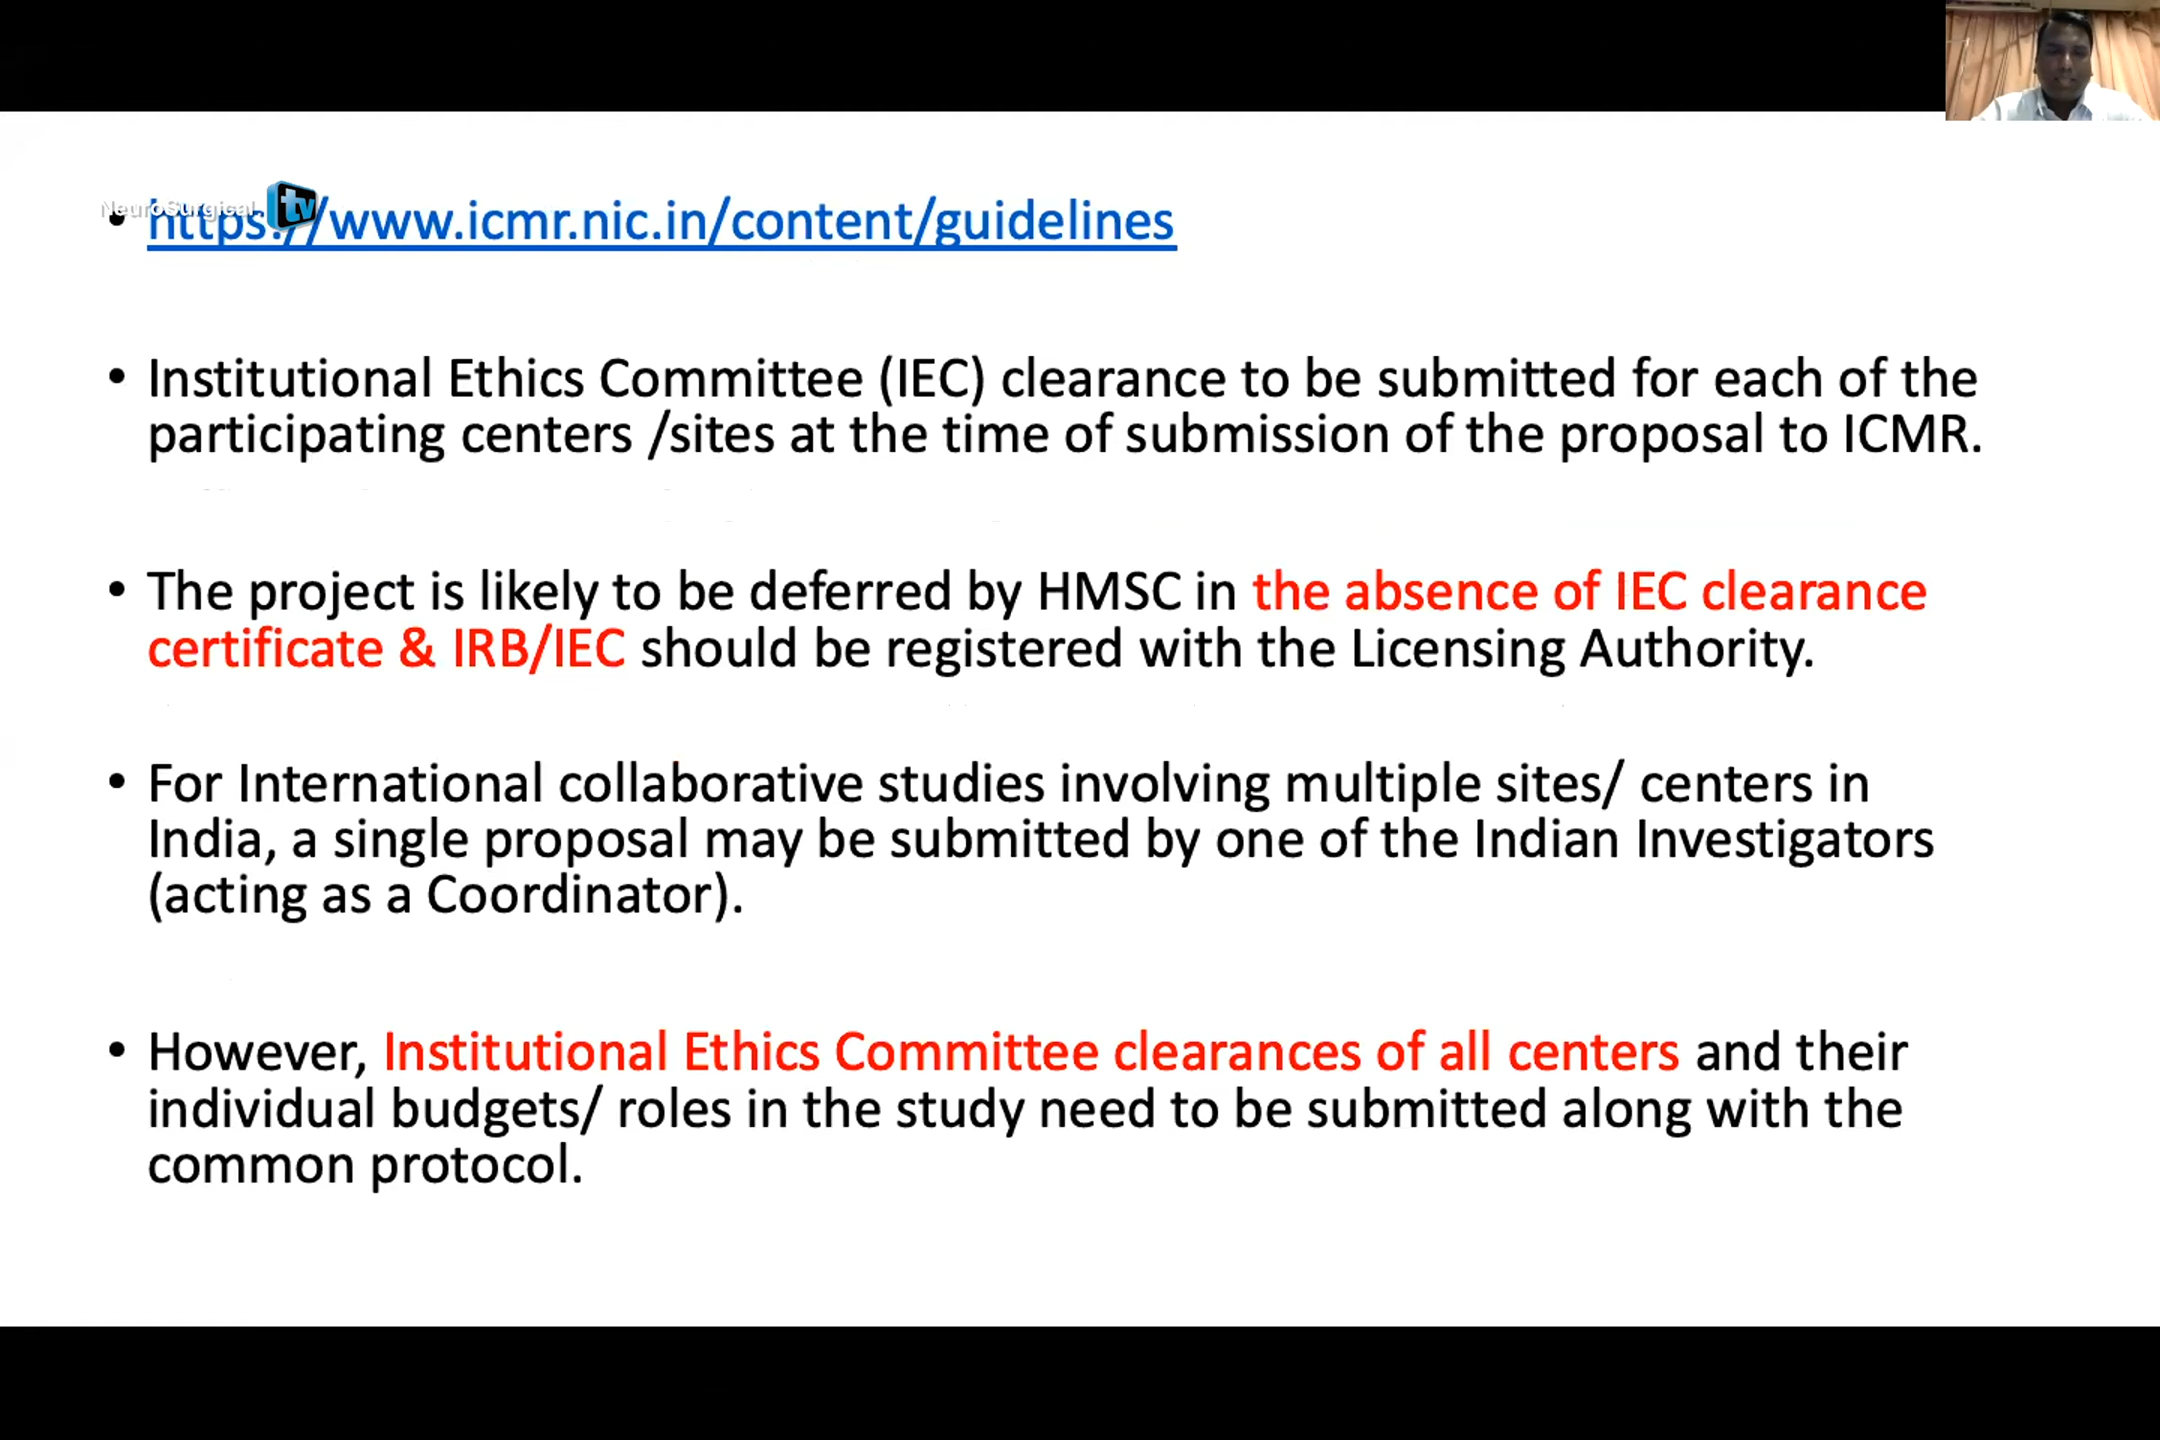 NeuroSurgical.tv
• https://www.icmr.nic.in/content/guidelines
• Institutional Ethics Committee (IEC) clearance to be submitted for each of the
participating centers /sites at the time of submission of the proposal to ICMR.
• The project is likely to be deferred by HMSC in the absence of IEC clearance
certificate & IRB/IEC should be registered with the Licensing Authority.
• For International collaborative studies involving multiple sites/ centers in
India, a single proposal may be submitted by one of the Indian Investigators
(acting as a Coordinator).
• However, Institutional Ethics Committee clearances of all centers and their
individual budgets/ roles in the study need to be submitted along with the
common protocol.